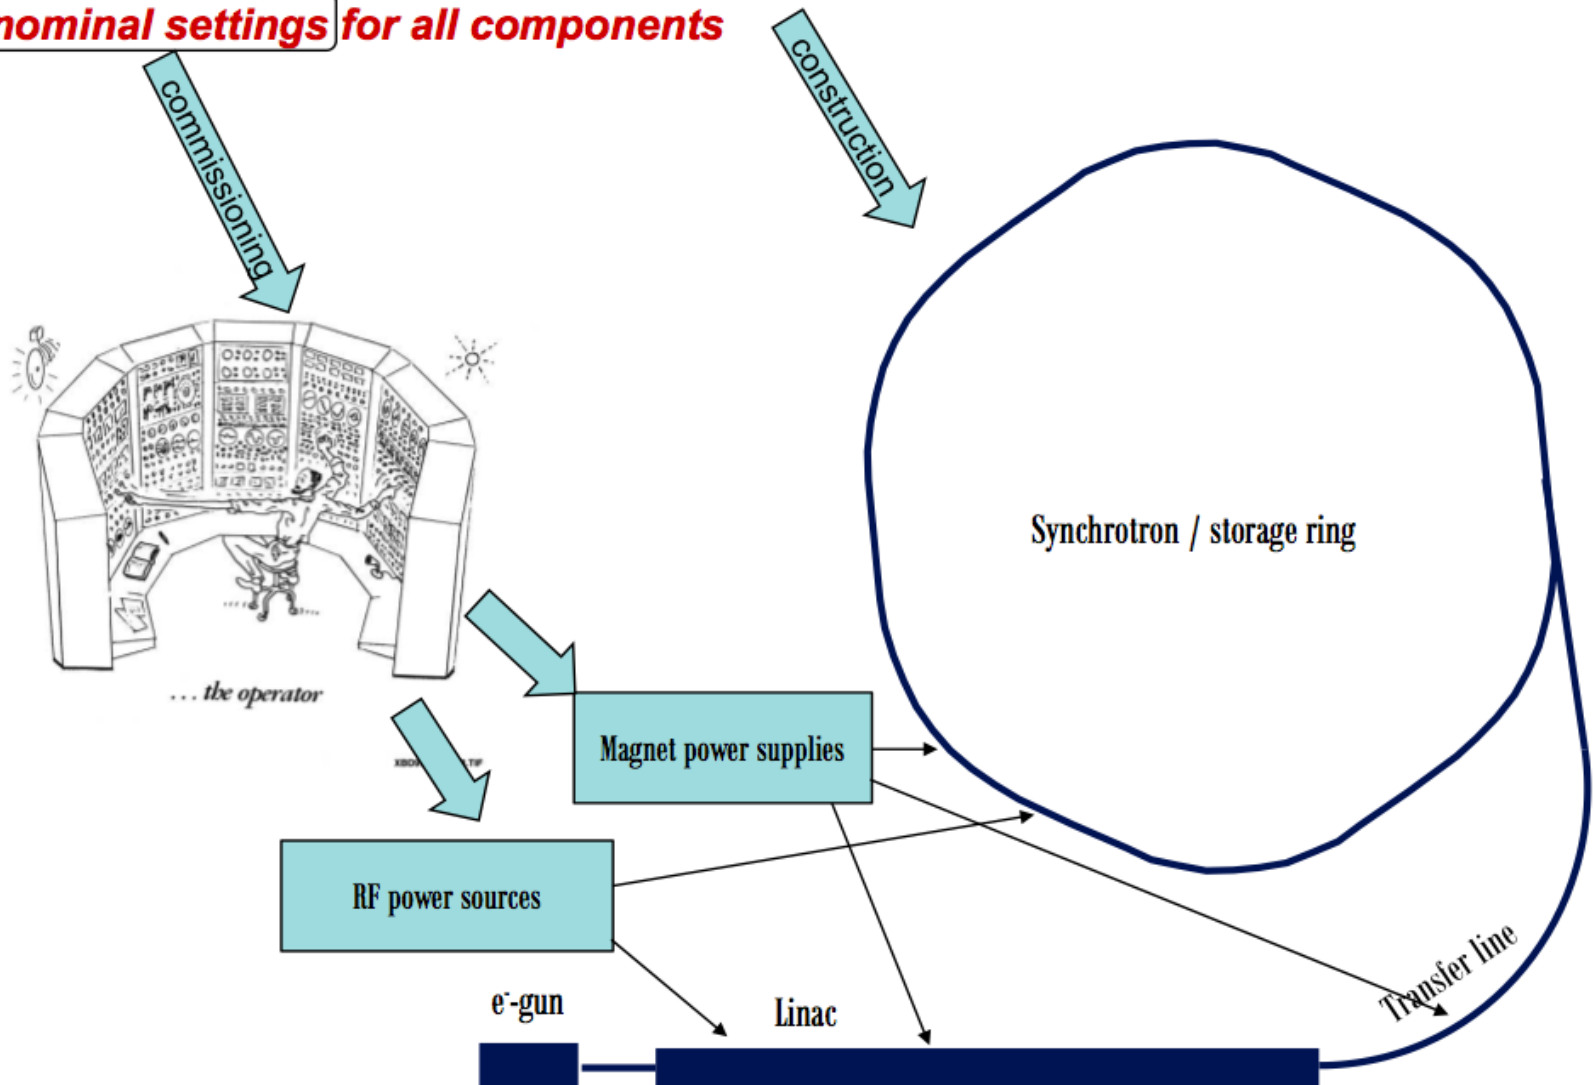 nominal settings for all components
commissioning
construction
Synchrotron / storage ring
... the operator
Magnet power supplies
RF power sources
e⁻-gun
Linac
Transfer line